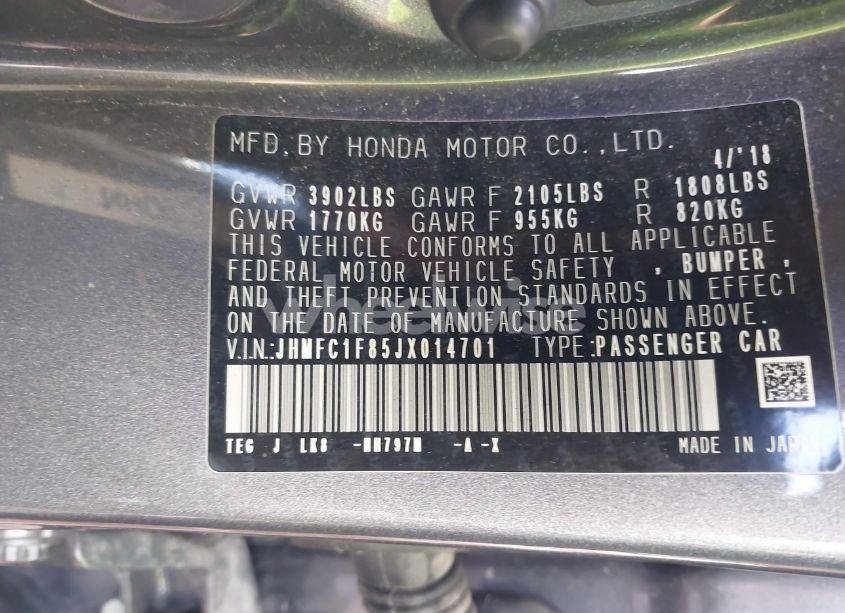 MFD. BY HONDA MOTOR CO., LTD. 4/'18
GVWR 3902LBS GAWR F 2105LBS R 1808LBS
GVWR 1770KG GAWR F 955KG R 820KG
THIS VEHICLE CONFORMS TO ALL APPLICABLE
FEDERAL MOTOR VEHICLE SAFETY , BUMPER ,
AND THEFT PREVENTION STANDARDS IN EFFECT
ON THE DATE OF MANUFACTURE SHOWN ABOVE.
wheelwise
V.I.N.: JHMFC1F85JX014701 TYPE: PASSENGER CAR
TEG J LK8 -NH797M -A -X MADE IN JAPAN